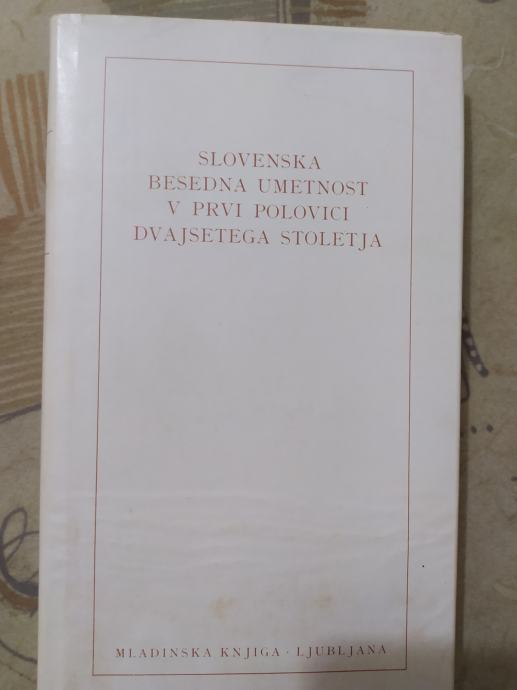 SLOVENSKA
BESEDNA UMETNOST
V PRVI POLOVICI
DVAJSETEGA STOLETJA
MLADINSKA KNJIGA · LJUBLJANA